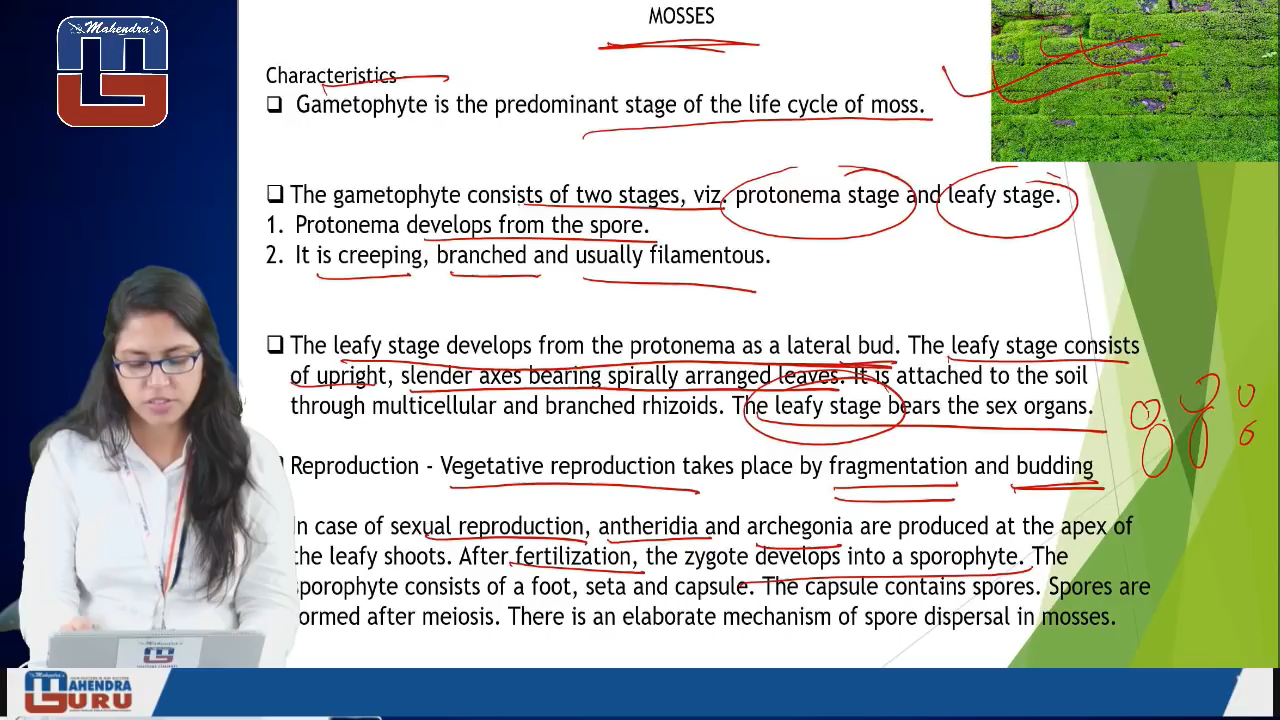 Mahendra's
MOSSES
Characteristics
Gametophyte is the predominant stage of the life cycle of moss.
The gametophyte consists of two stages, viz. protonema stage and leafy stage.
1. Protonema develops from the spore.
2. It is creeping, branched and usually filamentous.
The leafy stage develops from the protonema as a lateral bud. The leafy stage consists
of upright, slender axes bearing spirally arranged leaves. It is attached to the soil
through multicellular and branched rhizoids. The leafy stage bears the sex organs.
Reproduction - Vegetative reproduction takes place by fragmentation and budding
In case of sexual reproduction, antheridia and archegonia are produced at the apex of
the leafy shoots. After fertilization, the zygote develops into a sporophyte. The
sporophyte consists of a foot, seta and capsule. The capsule contains spores. Spores are
formed after meiosis. There is an elaborate mechanism of spore dispersal in mosses.
MAHENDRA
GURU